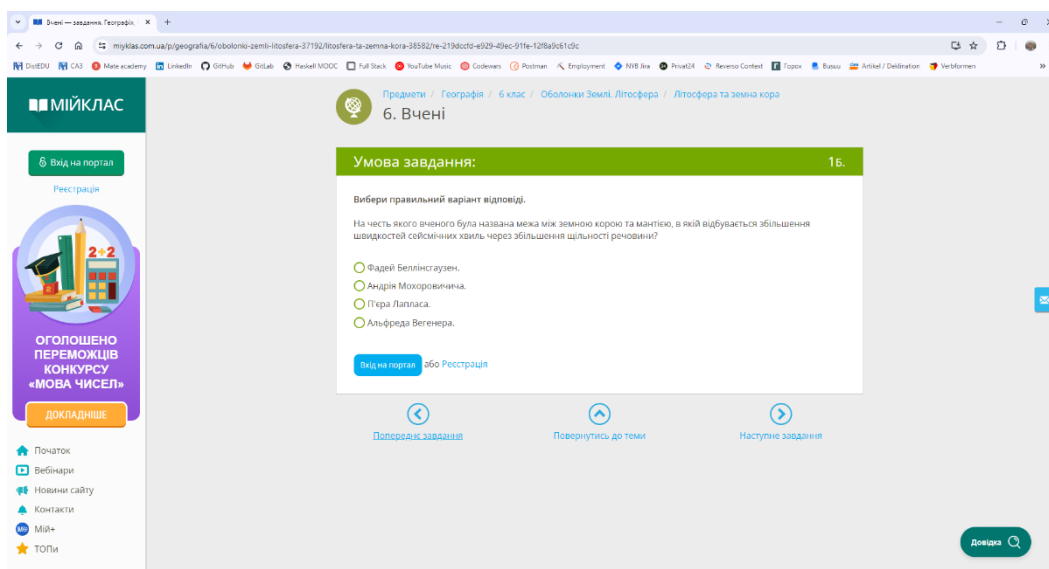 Вчені — завдання. Географія,
miyklas.com.ua/p/geografia/6/obolonki-zemli-litosfera-37192/litosfera-ta-zemna-kora-38582/re-219dccfd-e929-49ec-91fe-12f8a9c61c9c
DistEDU CA3 Mate academy LinkedIn GitHub GitLab Haskell MOOC Full Stack YouTube Music Codewars Postman Employment NYB Jira Privat24 Reverso Context Горох Busuu Artikel / Deklination Verbformen
МІЙКЛАС
Вхід на портал
Реєстрація
2+2
ОГОЛОШЕНО
ПЕРЕМОЖЦІВ
КОНКУРСУ
«МОВА ЧИСЕЛ»
ДОКЛАДНІШЕ
Початок
Вебінари
Новини сайту
Контакти
Мій+
ТОПи
Предмети / Географія / 6 клас / Оболонки Землі. Літосфера / Літосфера та земна кора
6. Вчені
Умова завдання: 1Б.
Вибери правильний варіант відповіді.
На честь якого вченого була названа межа між земною корою та мантією, в якій відбувається збільшення
швидкостей сейсмічних хвиль через збільшення щільності речовини?
Фадей Беллінсгаузен.
Андрія Мохоровичича.
П'єра Лапласа.
Альфреда Вегенера.
Вхід на портал або Реєстрація
Попереднє завдання Повернутись до теми Наступне завдання
Довідка